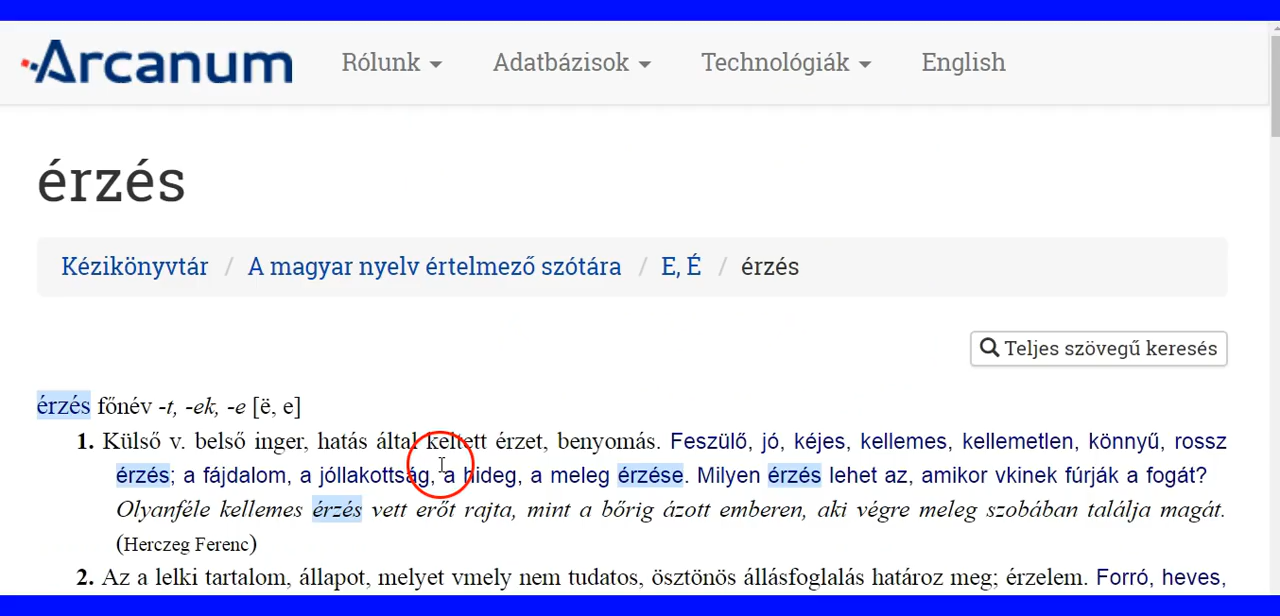 Arcanum Rólunk Adatbázisok Technológiák English
érzés
Kézikönyvtár / A magyar nyelv értelmező szótára / E, É / érzés
Teljes szövegű keresés
érzés főnév -t, -ek, -e [ë, e]
1. Külső v. belső inger, hatás által keltett érzet, benyomás. Feszülő, jó, kéjes, kellemes, kellemetlen, könnyű, rossz
érzés; a fájdalom, a jóllakottság, a hideg, a meleg érzése. Milyen érzés lehet az, amikor vkinek fúrják a fogát?
Olyanféle kellemes érzés vett erőt rajta, mint a bőrig ázott emberen, aki végre meleg szobában találja magát.
(Herczeg Ferenc)
2. Az a lelki tartalom, állapot, melyet vmely nem tudatos, ösztönös állásfoglalás határoz meg; érzelem. Forró, heves,